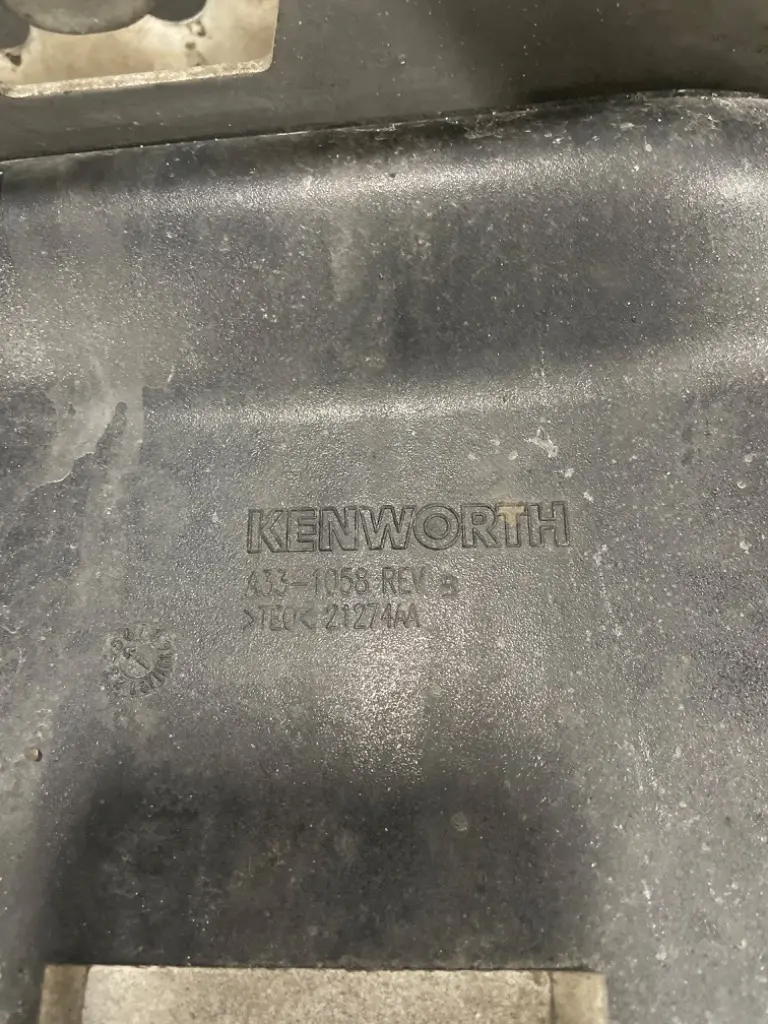 KENWORTH
A33-1058 REV B
>TEO< 21274AA